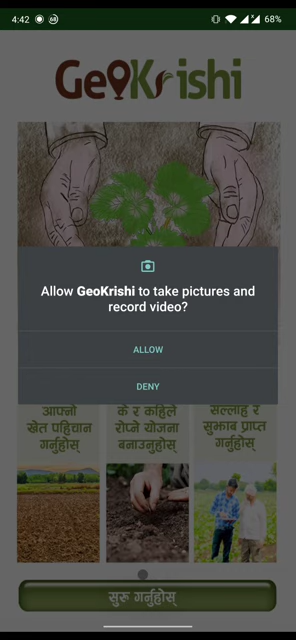 4:42 68 68%
GeoKrishi
Allow GeoKrishi to take pictures and
record video?
ALLOW
DENY
आफ्नो
खेत पहिचान
गर्नुहोस्
के र कहिले
रोप्ने योजना
बनाउनुहोस्
सल्लाह र
सुझाब प्राप्त
गर्नुहोस्
सुरू गर्नुहोस्